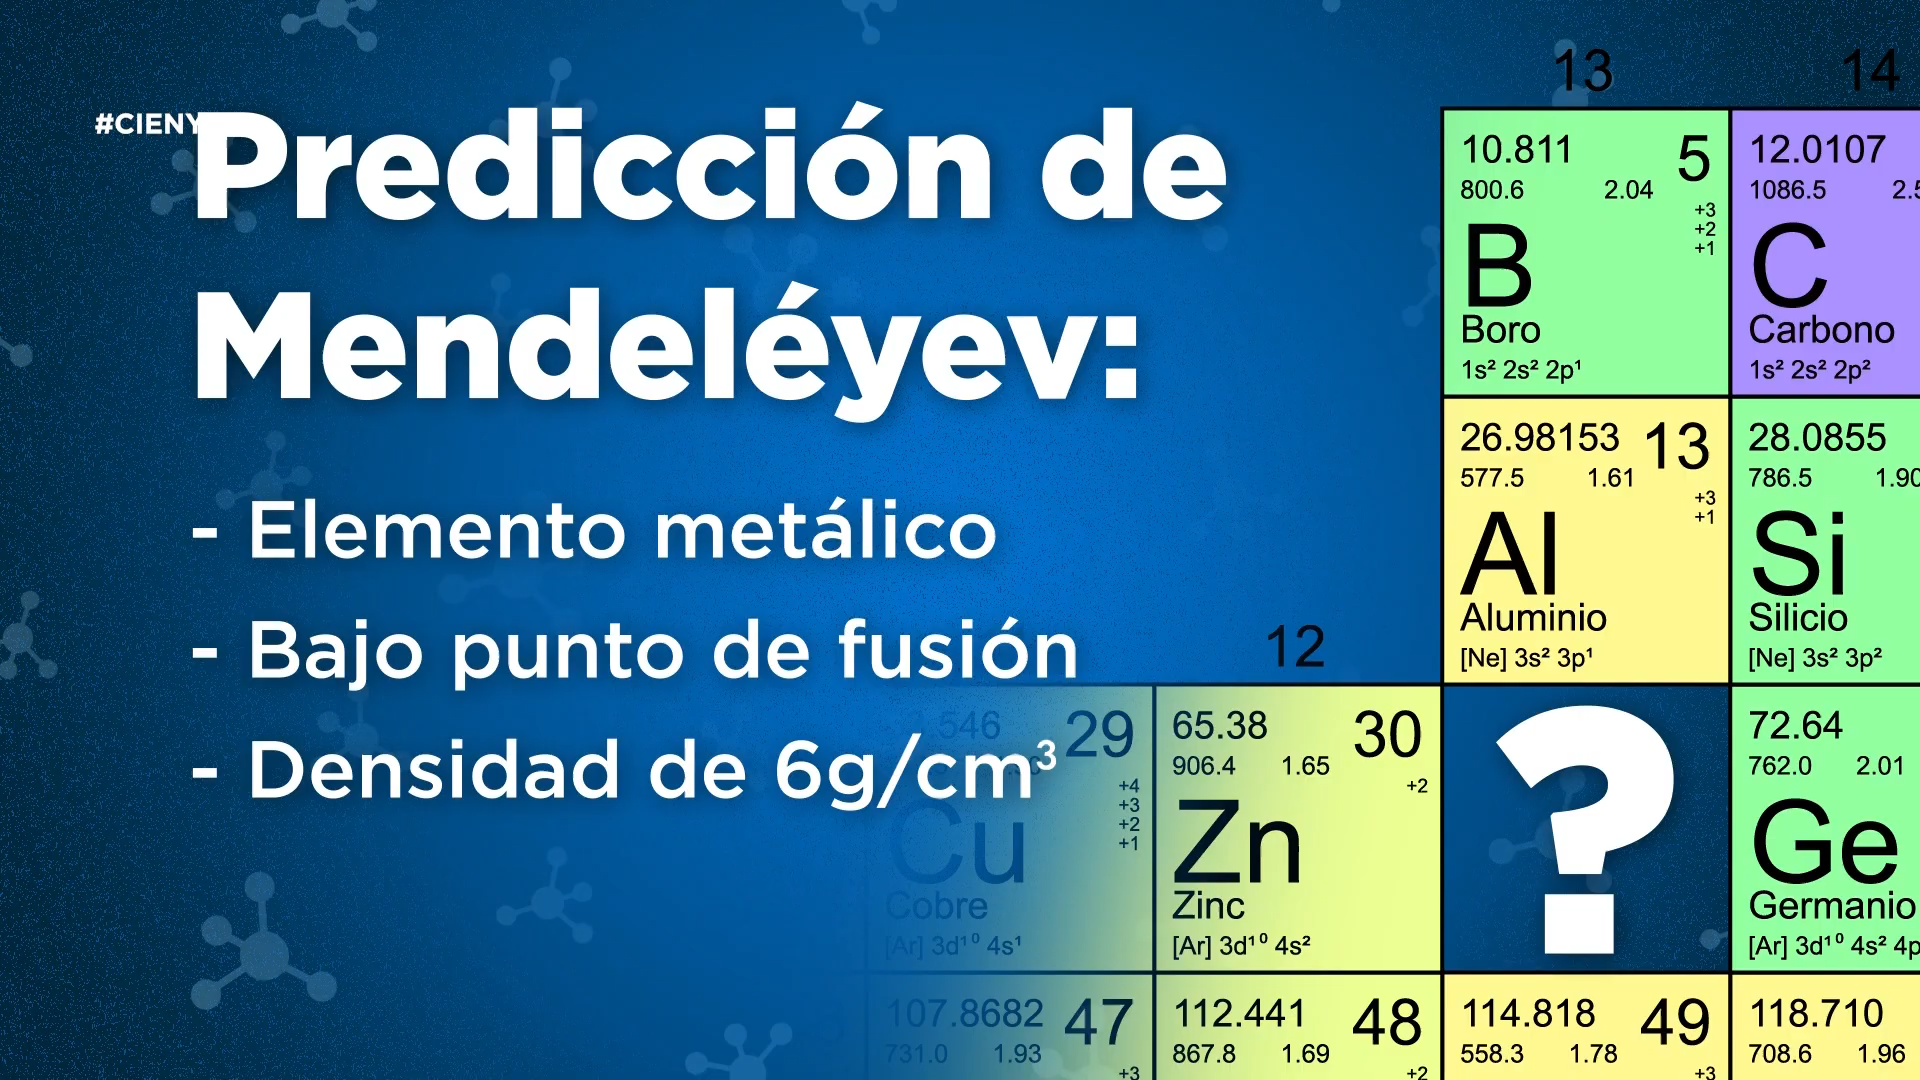 #CIENY
Predicción de
Mendeléyev:
- Elemento metálico
- Bajo punto de fusión
- Densidad de 6g/cm³
12
13
14
10.811 5
800.6 2.04
+3
+2
+1
B
Boro
1s² 2s² 2p¹
12.0107
1086.5
C
Carbono
1s² 2s² 2p²
26.98153 13
577.5 1.61
+3
+1
Al
Aluminio
[Ne] 3s² 3p¹
28.0855
786.5 1.90
Si
Silicio
[Ne] 3s² 3p²
29
+4
+3
+2
+1
Cu
Cobre
[Ar] 3d¹⁰ 4s¹
65.38 30
906.4 1.65
+2
Zn
Zinc
[Ar] 3d¹⁰ 4s²
?
72.64
762.0 2.01
Ge
Germanio
[Ar] 3d¹⁰ 4s² 4p
107.8682 47
731.0 1.93
+3
112.441 48
867.8 1.69
+2
114.818 49
558.3 1.78
+3
118.710
708.6 1.96